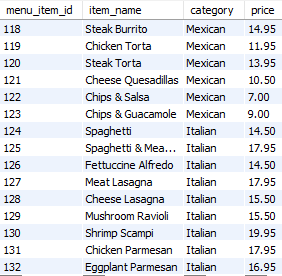 menu_item_id item_name category price
118 Steak Burrito Mexican 14.95
119 Chicken Torta Mexican 11.95
120 Steak Torta Mexican 13.95
121 Cheese Quesadillas Mexican 10.50
122 Chips & Salsa Mexican 7.00
123 Chips & Guacamole Mexican 9.00
124 Spaghetti Italian 14.50
125 Spaghetti & Mea... Italian 17.95
126 Fettuccine Alfredo Italian 14.50
127 Meat Lasagna Italian 17.95
128 Cheese Lasagna Italian 15.50
129 Mushroom Ravioli Italian 15.50
130 Shrimp Scampi Italian 19.95
131 Chicken Parmesan Italian 17.95
132 Eggplant Parmesan Italian 16.95